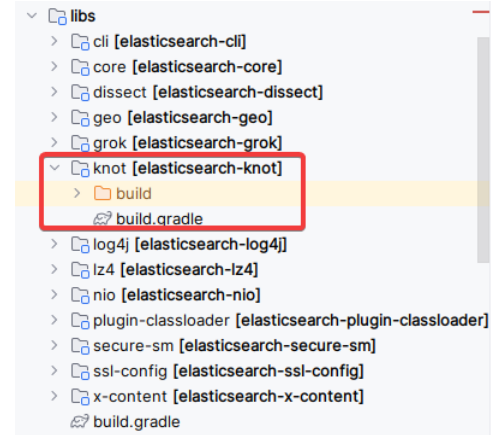 libs
cli [elasticsearch-cli]
core [elasticsearch-core]
dissect [elasticsearch-dissect]
geo [elasticsearch-geo]
grok [elasticsearch-grok]
knot [elasticsearch-knot]
build
build.gradle
log4j [elasticsearch-log4j]
lz4 [elasticsearch-lz4]
nio [elasticsearch-nio]
plugin-classloader [elasticsearch-plugin-classloader]
secure-sm [elasticsearch-secure-sm]
ssl-config [elasticsearch-ssl-config]
x-content [elasticsearch-x-content]
build.gradle